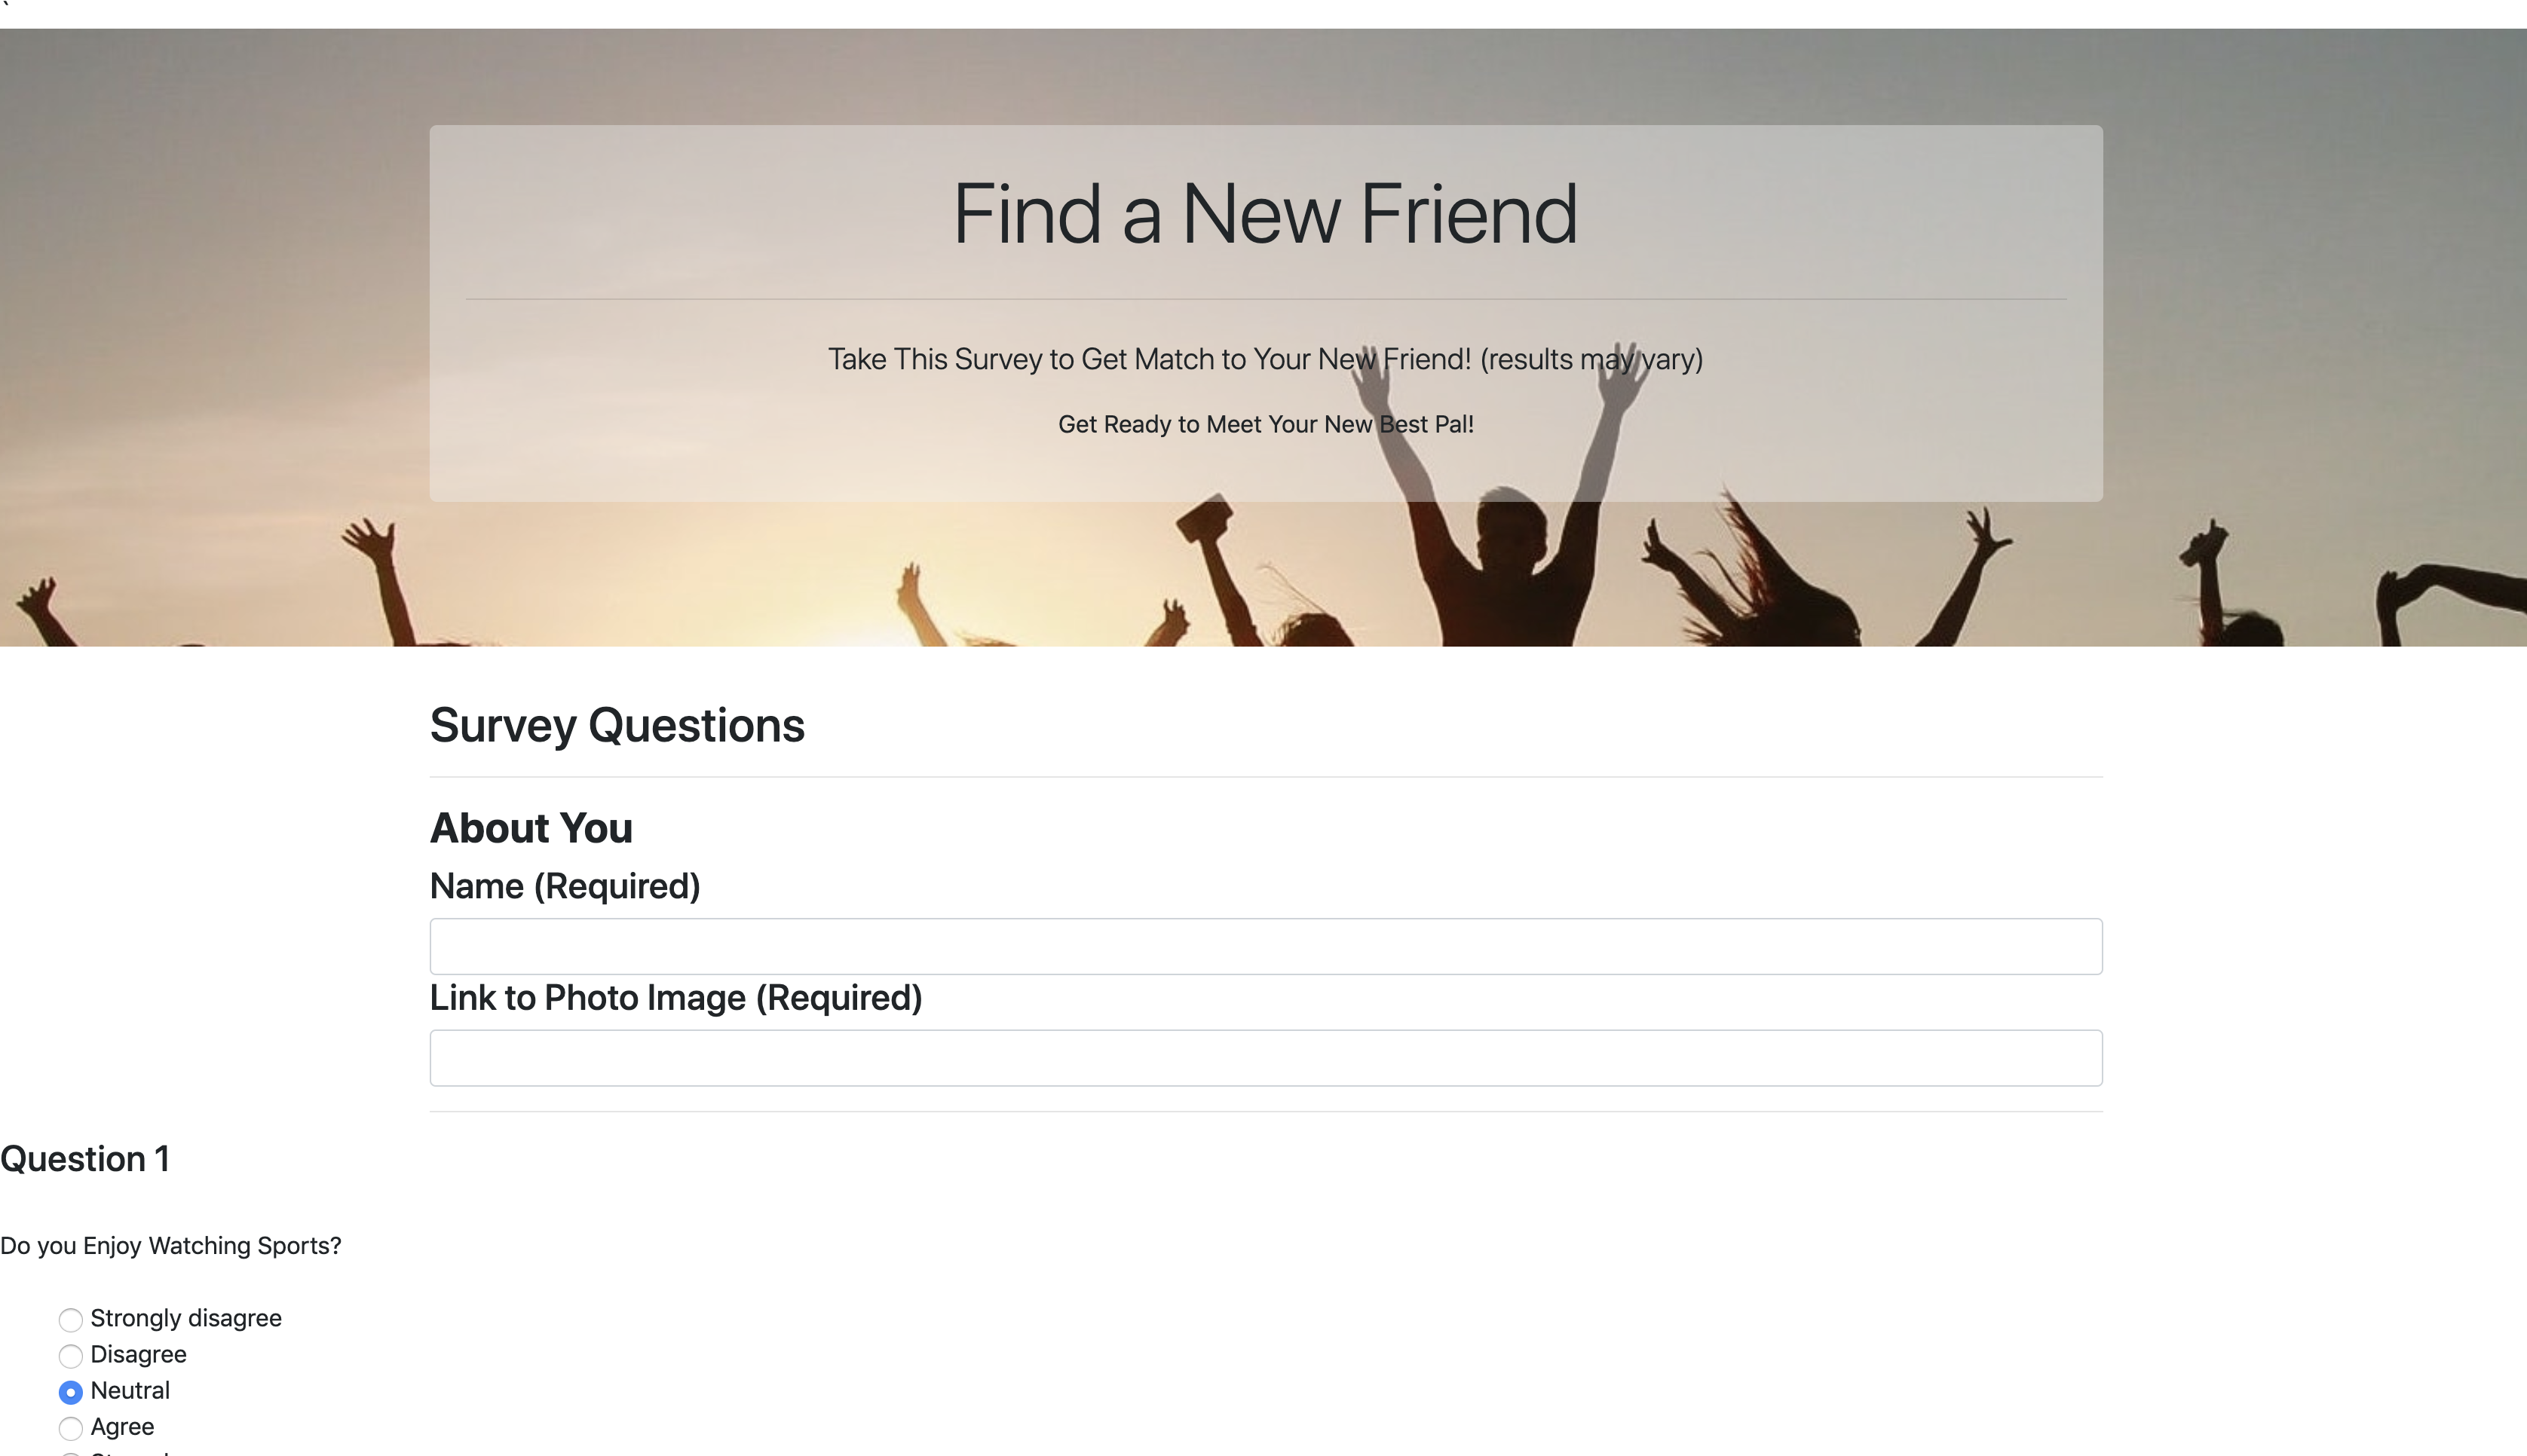 `
Find a New Friend
Take This Survey to Get Match to Your New Friend! (results may vary)
Get Ready to Meet Your New Best Pal!
Survey Questions
About You
Name (Required)
Link to Photo Image (Required)
Question 1
Do you Enjoy Watching Sports?
Strongly disagree
Disagree
Neutral
Agree